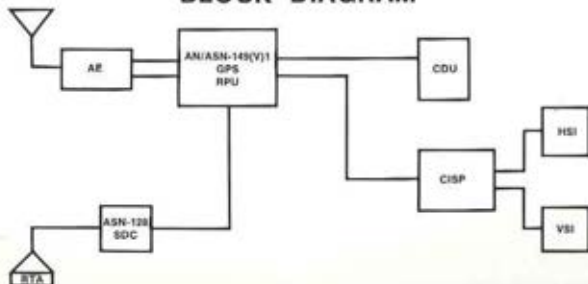 BLOCK DIAGRAM
AE
AN/ASN-149(V)1
GPS
RPU
CDU
HSI
CISP
VSI
ASN-128
SDC
RTA